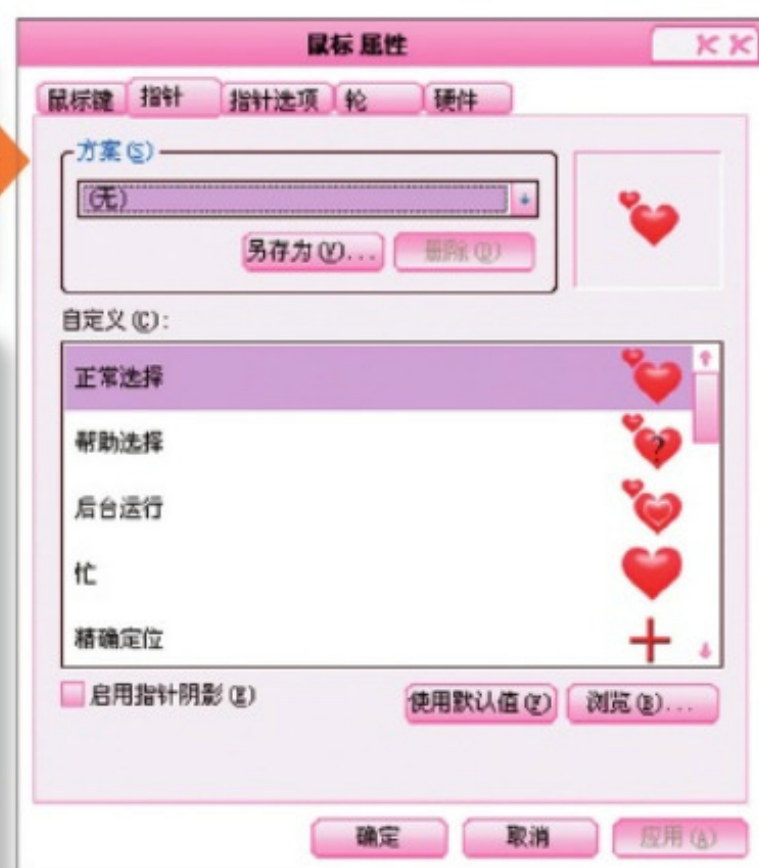 鼠标 属性
鼠标键 指针 指针选项 轮 硬件
方案(S)
(无)
另存为(V)... 删除(D)
自定义(C):
正常选择
帮助选择
?
后台运行
忙
精确定位
启用指针阴影(E) 使用默认值(F) 浏览(B)...
确定 取消 应用(A)